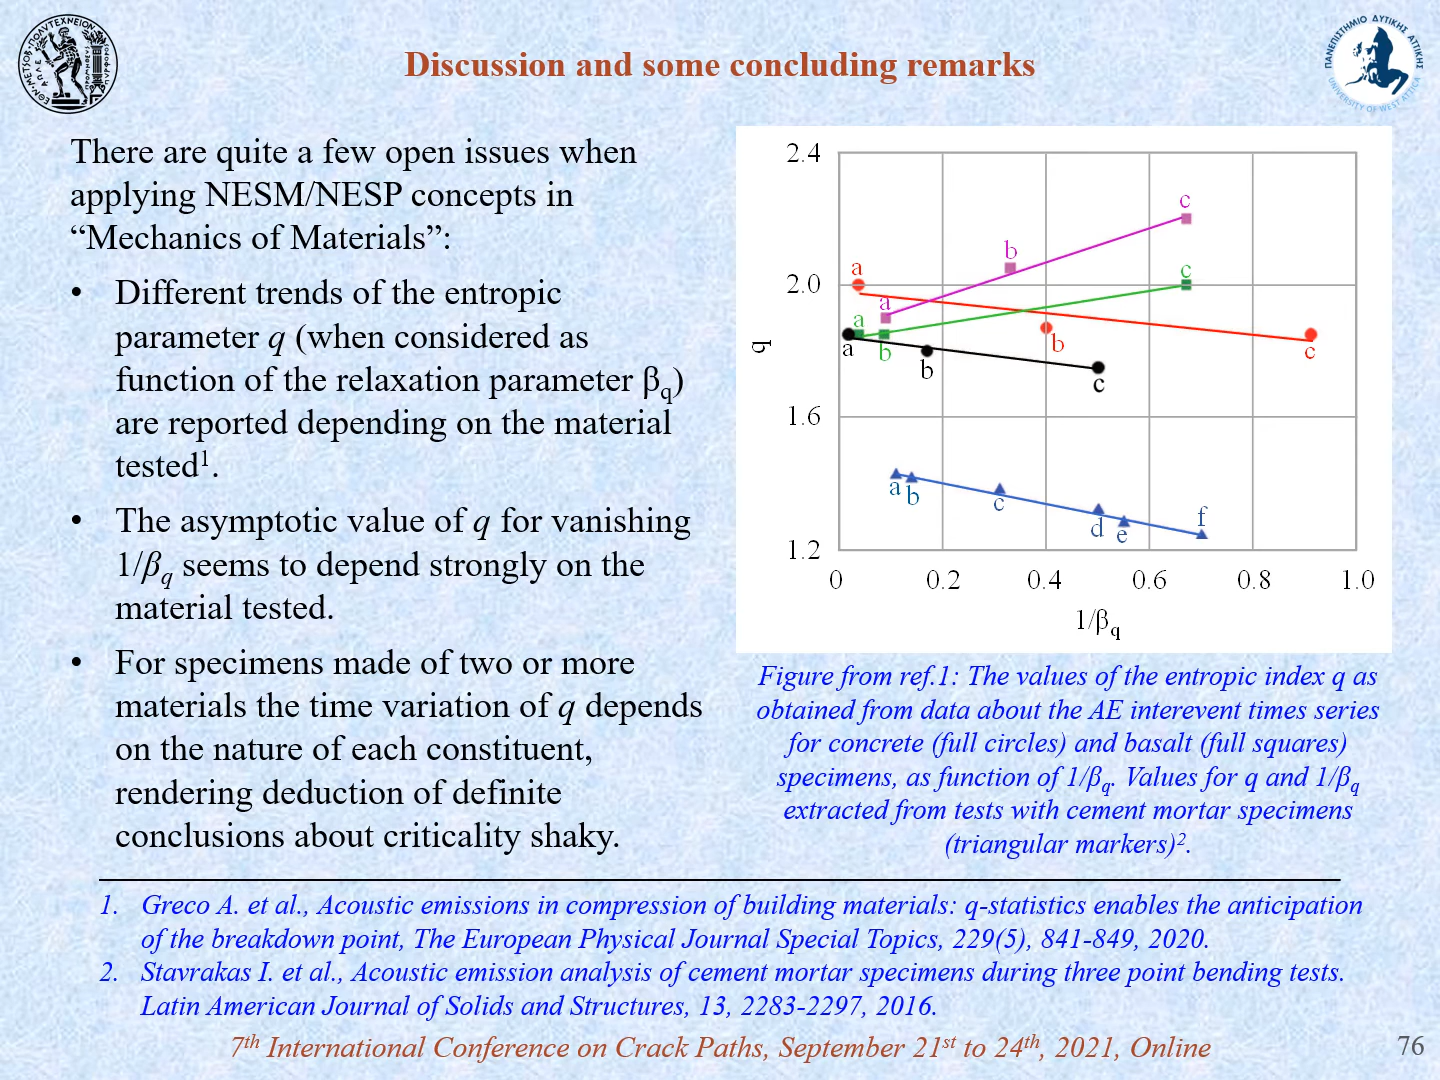 Discussion and some concluding remarks
ΕΘΝ·ΜΕΤΣΟΒ·ΠΟΛΥΤΕΧΝΕΙΟΝ
ΠΑΝΕΠΙΣΤΗΜΙΟ ΔΥΤΙΚΗΣ ΑΤΤΙΚΗΣ
UNIVERSITY OF WEST ATTICA
There are quite a few open issues when
applying NESM/NESP concepts in
“Mechanics of Materials”:
• Different trends of the entropic
parameter q (when considered as
function of the relaxation parameter βq)
are reported depending on the material
tested1.
• The asymptotic value of q for vanishing
1/βq seems to depend strongly on the
material tested.
• For specimens made of two or more
materials the time variation of q depends
on the nature of each constituent,
rendering deduction of definite
conclusions about criticality shaky.
2.4
2.0
1.6
1.2
q
c
b
a
a
b
c
a
b
c
a
b
c
a
b
c
d
e
f
0
0.2
0.4
0.6
0.8
1.0
1/βq
Figure from ref.1: The values of the entropic index q as
obtained from data about the AE interevent times series
for concrete (full circles) and basalt (full squares)
specimens, as function of 1/βq. Values for q and 1/βq
extracted from tests with cement mortar specimens
(triangular markers)2.
1. Greco A. et al., Acoustic emissions in compression of building materials: q-statistics enables the anticipation
of the breakdown point, The European Physical Journal Special Topics, 229(5), 841-849, 2020.
2. Stavrakas I. et al., Acoustic emission analysis of cement mortar specimens during three point bending tests.
Latin American Journal of Solids and Structures, 13, 2283-2297, 2016.
7th International Conference on Crack Paths, September 21st to 24th, 2021, Online
76